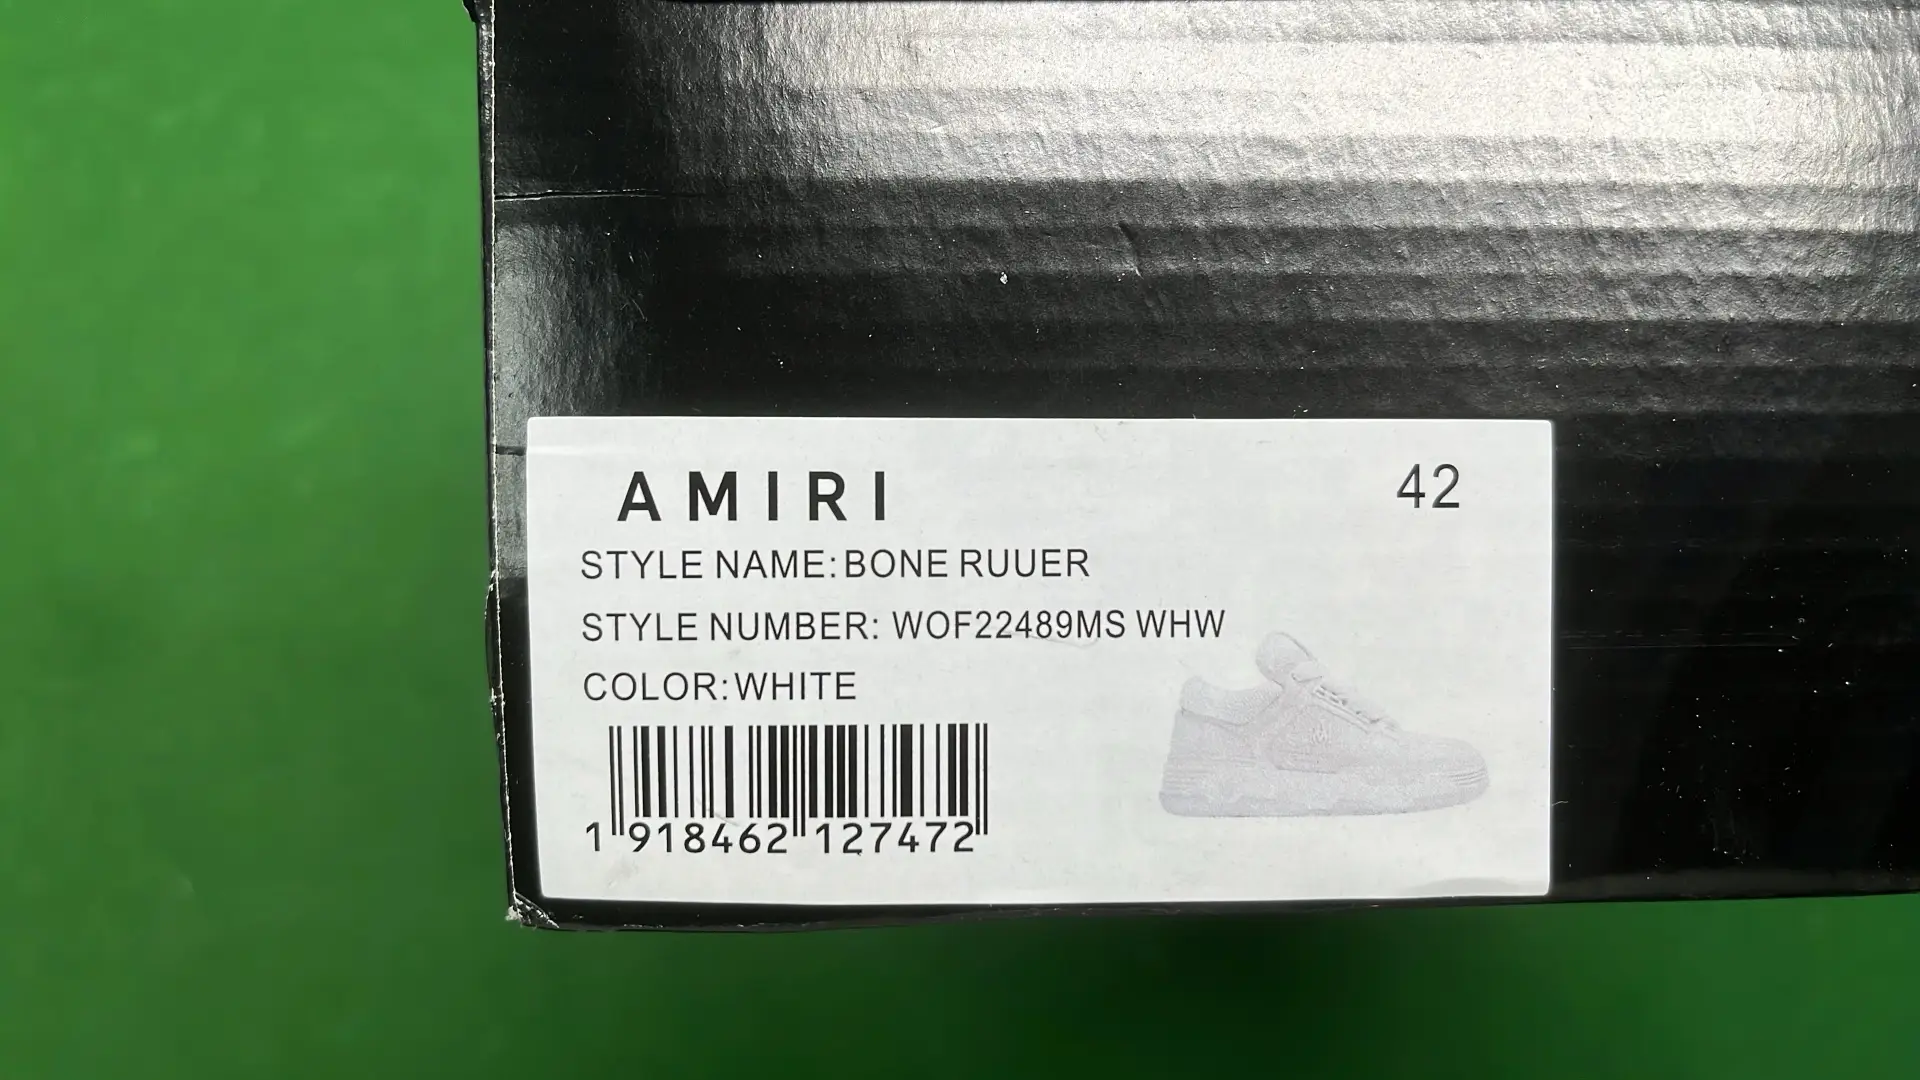 AMIRI 42
STYLE NAME:BONE RUUER
STYLE NUMBER: WOF22489MS WHW
COLOR:WHITE
1 918462 127472